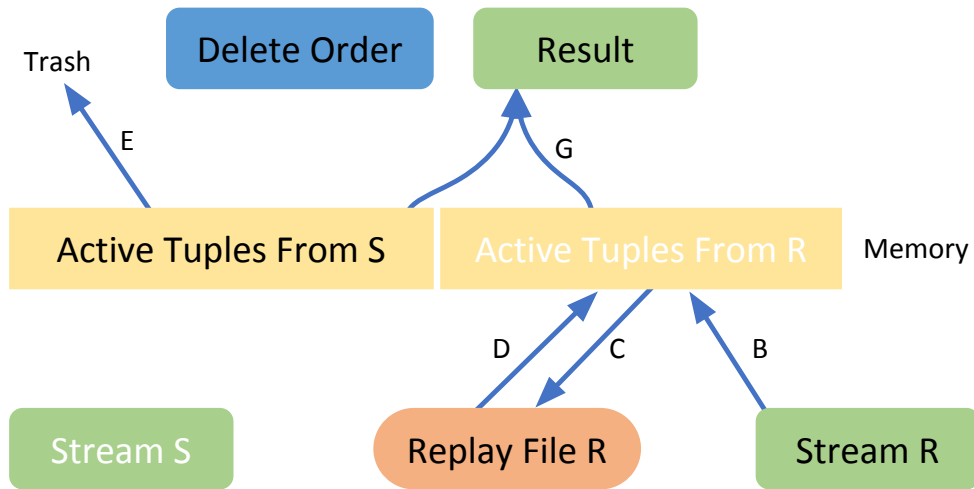 Delete Order
Result
Trash
E
G
Active Tuples From S
Active Tuples From R
Memory
D
C
B
Stream S
Replay File R
Stream R